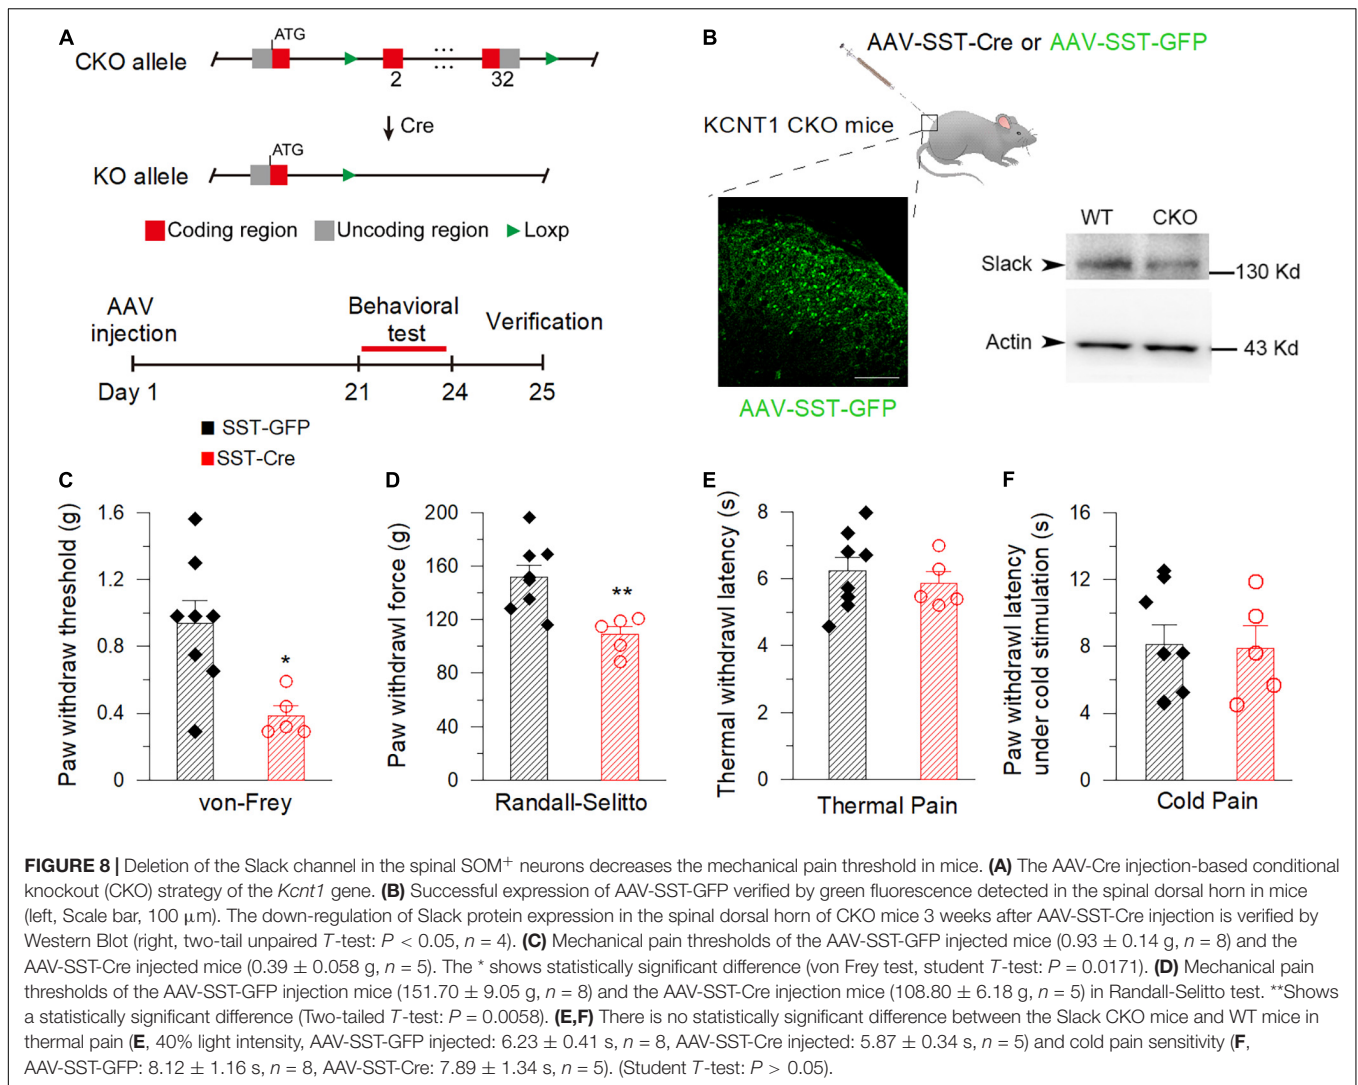 A
CKO allele
ATG
2
...
...
32
Cre
KO allele
ATG
Coding region
Uncoding region
Loxp
AAV
injection
Behavioral
test
Verification
Day 1
21
24
25
B
AAV-SST-Cre or AAV-SST-GFP
KCNT1 CKO mice
AAV-SST-GFP
WT
CKO
Slack
130 Kd
Actin
43 Kd
SST-GFP
SST-Cre
C
Paw withdraw threshold (g)
1.6
1.2
0.8
0.4
0
*
von-Frey
D
Paw withdrawl force (g)
200
160
120
80
40
0
**
Randall-Selitto
E
Thermal withdrawl latency (s)
8
6
4
2
0
Thermal Pain
F
Paw withdrawl latency
under cold stimulation (s)
16
12
8
4
0
Cold Pain
FIGURE 8 | Deletion of the Slack channel in the spinal SOM+ neurons decreases the mechanical pain threshold in mice. (A) The AAV-Cre injection-based conditional
knockout (CKO) strategy of the Kcnt1 gene. (B) Successful expression of AAV-SST-GFP verified by green fluorescence detected in the spinal dorsal horn in mice
(left, Scale bar, 100 μm). The down-regulation of Slack protein expression in the spinal dorsal horn of CKO mice 3 weeks after AAV-SST-Cre injection is verified by
Western Blot (right, two-tail unpaired T-test: P < 0.05, n = 4). (C) Mechanical pain thresholds of the AAV-SST-GFP injected mice (0.93 ± 0.14 g, n = 8) and the
AAV-SST-Cre injected mice (0.39 ± 0.058 g, n = 5). The * shows statistically significant difference (von Frey test, student T-test: P = 0.0171). (D) Mechanical pain
thresholds of the AAV-SST-GFP injection mice (151.70 ± 9.05 g, n = 8) and the AAV-SST-Cre injection mice (108.80 ± 6.18 g, n = 5) in Randall-Selitto test. **Shows
a statistically significant difference (Two-tailed T-test: P = 0.0058). (E,F) There is no statistically significant difference between the Slack CKO mice and WT mice in
thermal pain (E, 40% light intensity, AAV-GFP injected: 6.23 ± 0.41 s, n = 8, AAV-SST-Cre injected: 5.87 ± 0.34 s, n = 5) and cold pain sensitivity (F,
AAV-SST-GFP: 8.12 ± 1.16 s, n = 8, AAV-SST-Cre: 7.89 ± 1.34 s, n = 5). (Student T-test: P > 0.05).